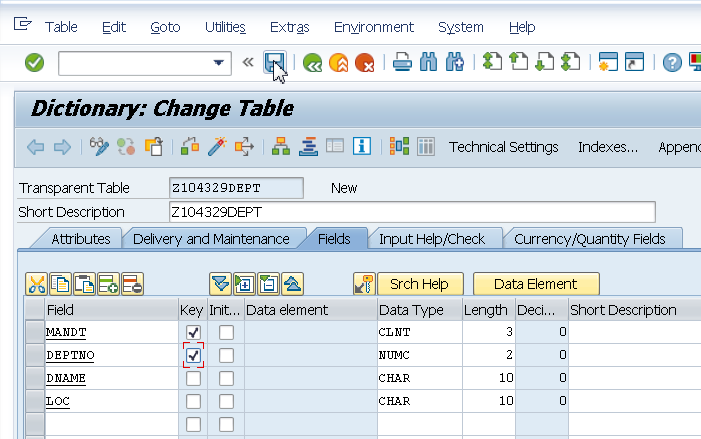 Table Edit Goto Utilities Extras Environment System Help
Dictionary: Change Table
Technical Settings Indexes... Appen
Transparent Table Z104329DEPT New
Short Description Z104329DEPT
Attributes Delivery and Maintenance Fields Input Help/Check Currency/Quantity Fields
Srch Help Data Element
Field Key Init... Data element Data Type Length Deci... Short Description
MANDT CLNT 3 0
DEPTNO NUMC 2 0
DNAME CHAR 10 0
LOC CHAR 10 0